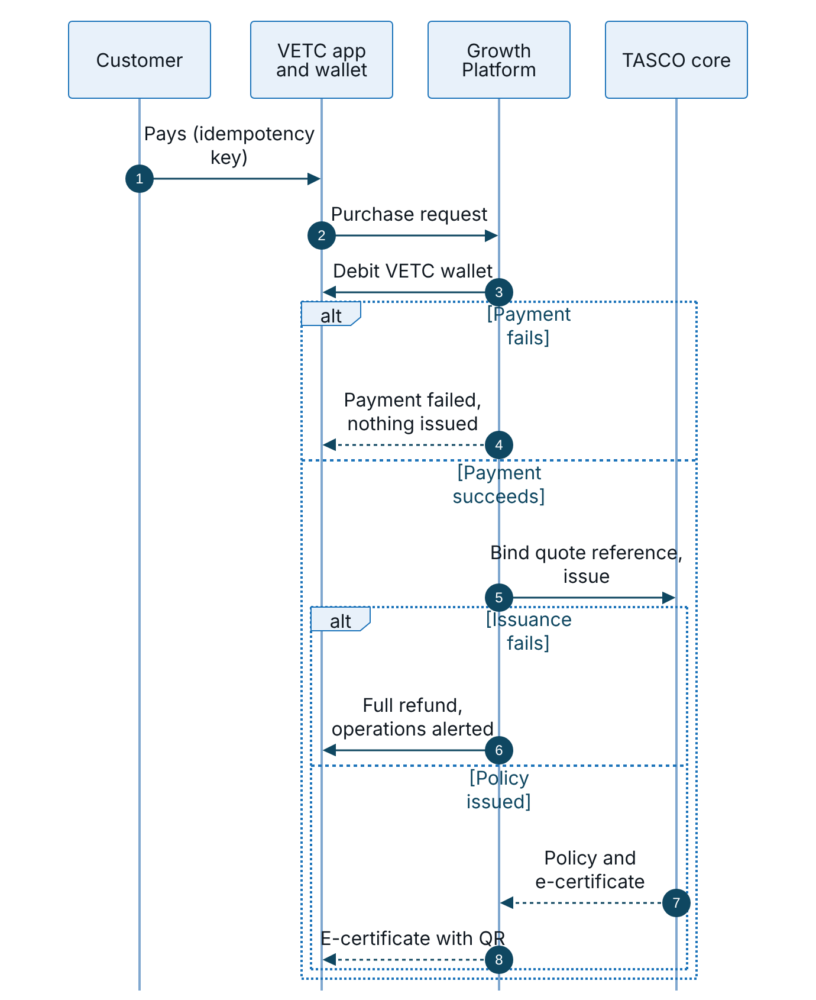 Customer
VETC app
and wallet
Growth
Platform
TASCO core
Pays (idempotency
key)
1
Purchase request
2
Debit VETC wallet
3
alt
[Payment
fails]
Payment failed,
nothing issued
4
[Payment
succeeds]
Bind quote reference,
issue
5
alt
[Issuance
fails]
Full refund,
operations alerted
6
[Policy
issued]
Policy and
e-certificate
7
E-certificate with QR
8